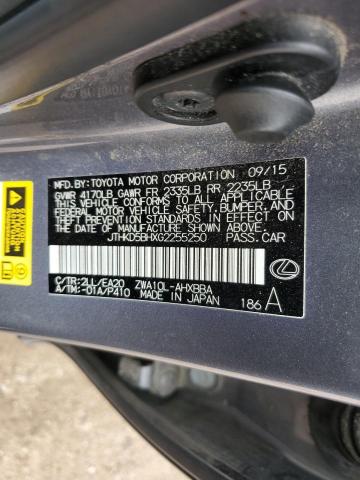 MFD.BY: TOYOTA MOTOR CORPORATION 09/15
GVWR 4170LB GAWR FR 2335LB RR 2235LB
THIS VEHICLE CONFORMS TO ALL APPLICABLE
FEDERAL MOTOR VEHICLE SAFETY, BUMPER, AND
THEFT PREVENTION STANDARDS IN EFFECT ON
THE DATE OF MANUFACTURE SHOWN ABOVE.
JTHKD5BHXG2255250 PASS.CAR
C/TR:2LL/EA20 ZWA10L-AHXBBA
A/TM:-01A/P410 MADE IN JAPAN 186 A